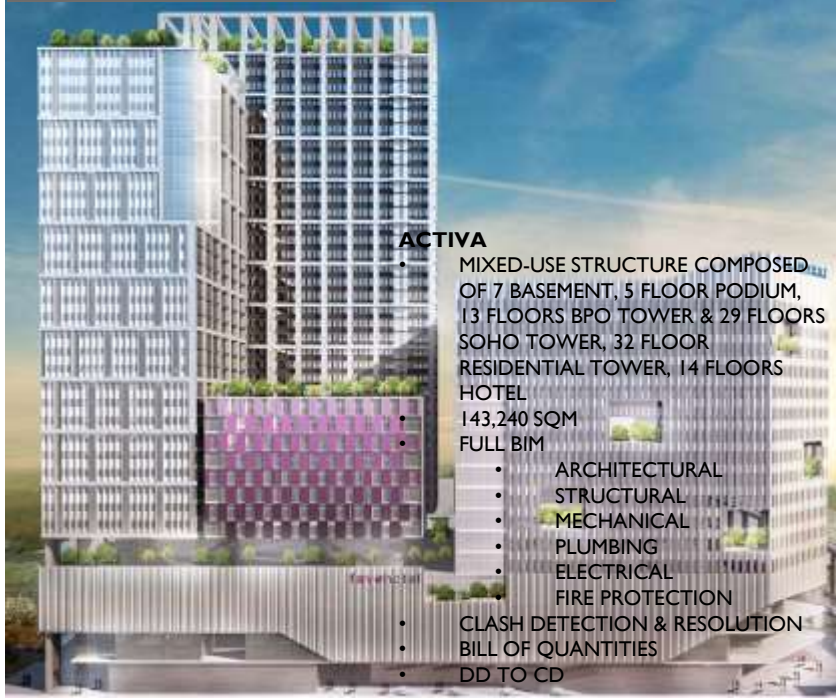 ACTIVA
• MIXED-USE STRUCTURE COMPOSED
OF 7 BASEMENT, 5 FLOOR PODIUM,
13 FLOORS BPO TOWER & 29 FLOORS
SOHO TOWER, 32 FLOOR
RESIDENTIAL TOWER, 14 FLOORS
HOTEL
• 143,240 SQM
• FULL BIM
• ARCHITECTURAL
• STRUCTURAL
• MECHANICAL
• PLUMBING
• ELECTRICAL
• FIRE PROTECTION
• CLASH DETECTION & RESOLUTION
• BILL OF QUANTITIES
• DD TO CD
favehotel